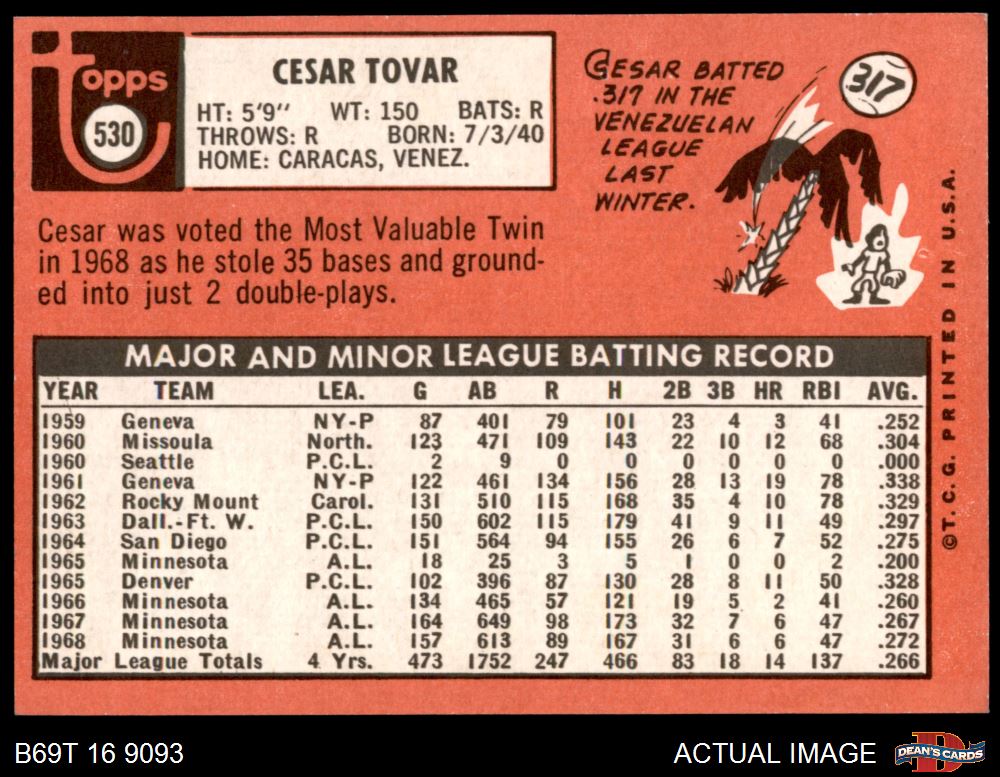 Topps
530
CESAR TOVAR
HT: 5'9" WT: 150 BATS: R
THROWS: R BORN: 7/3/40
HOME: CARACAS, VENEZ.
CESAR BATTED
.317 IN THE
VENEZUELAN
LEAGUE
LAST
WINTER.
317
Cesar was voted the Most Valuable Twin
in 1968 as he stole 35 bases and ground-
ed into just 2 double-plays.
MAJOR AND MINOR LEAGUE BATTING RECORD
YEAR TEAM LEA. G AB R H 2B 3B HR RBI AVG.
1959 Geneva NY-P 87 401 79 101 23 4 3 41 .252
1960 Missoula North. 123 471 109 143 22 10 12 68 .304
1960 Seattle P.C.L. 2 9 0 0 0 0 0 0 .000
1961 Geneva NY-P 122 461 134 156 28 13 19 78 .338
1962 Rocky Mount Carol. 131 510 115 168 35 4 10 78 .329
1963 Dall.-Ft. W. P.C.L. 150 602 115 179 41 9 11 49 .297
1964 San Diego P.C.L. 151 564 94 155 26 6 7 52 .275
1965 Minnesota A.L. 18 25 3 5 1 0 0 2 .200
1965 Denver P.C.L. 102 396 87 130 28 8 11 50 .328
1966 Minnesota A.L. 134 465 57 121 19 5 2 41 .260
1967 Minnesota A.L. 164 649 98 173 32 7 6 47 .267
1968 Minnesota A.L. 157 613 89 167 31 6 6 47 .272
Major League Totals 4 Yrs. 473 1752 247 466 83 18 14 137 .266
©T.C.G. PRINTED IN U.S.A.
B69T 16 9093
ACTUAL IMAGE
D
DEAN'S CARDS